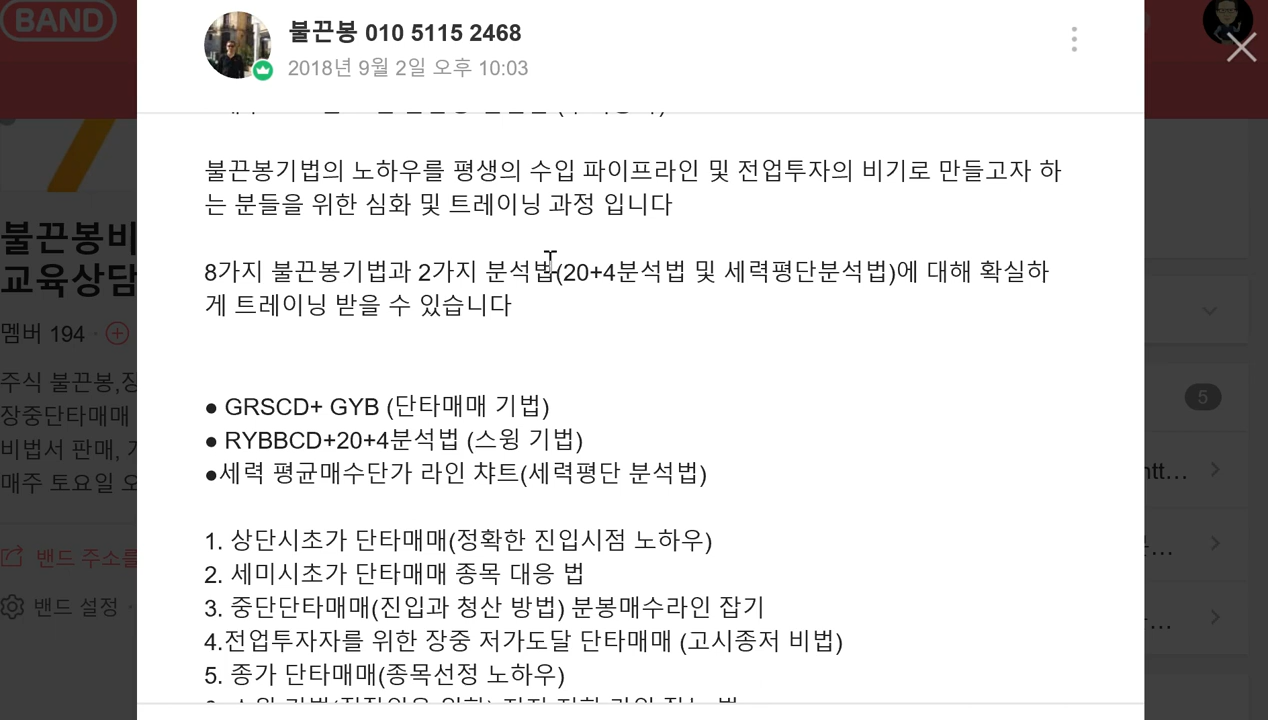 BAND
불끈봉 010 5115 2468
2018년 9월 2일 오후 10:03
불끈봉기법의 노하우를 평생의 수입 파이프라인 및 전업투자의 비기로 만들고자 하
는 분들을 위한 심화 및 트레이닝 과정 입니다
8가지 불끈봉기법과 2가지 분석법(20+4분석법 및 세력평단분석법)에 대해 확실하
게 트레이닝 받을 수 있습니다
● GRSCD+ GYB (단타매매 기법)
● RYBBCD+20+4분석법 (스윙 기법)
●세력 평균매수단가 라인 챠트(세력평단 분석법)
1. 상단시초가 단타매매(정확한 진입시점 노하우)
2. 세미시초가 단타매매 종목 대응 법
3. 중단단타매매(진입과 청산 방법) 분봉매수라인 잡기
4.전업투자자를 위한 장중 저가도달 단타매매 (고시종저 비법)
5. 종가 단타매매(종목선정 노하우)
불끈봉비
교육상담
멤버 194
주식 불끈봉,장
장중단타매매
비법서 판매,
매주 토요일 오
밴드 주소를
밴드 설정
5